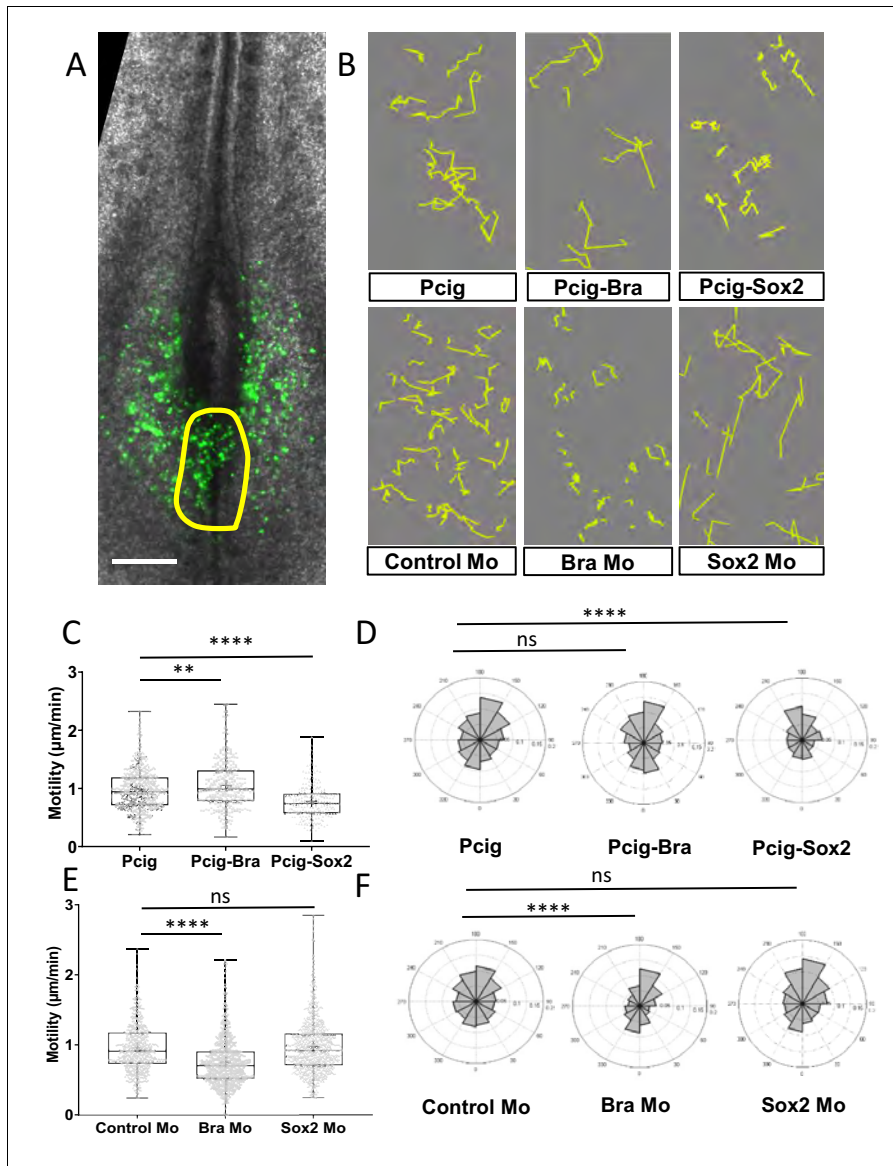 A
B
Pcig
Pcig-Bra
Pcig-Sox2
Control Mo
Bra Mo
Sox2 Mo
C
****
**
Motility (µm/min)
3
2
1
0
Pcig
Pcig-Bra
Pcig-Sox2
D
****
ns
Pcig
Pcig-Bra
Pcig-Sox2
E
ns
****
Motility (µm/min)
3
2
1
0
Control Mo
Bra Mo
Sox2 Mo
F
ns
****
Control Mo
Bra Mo
Sox2 Mo